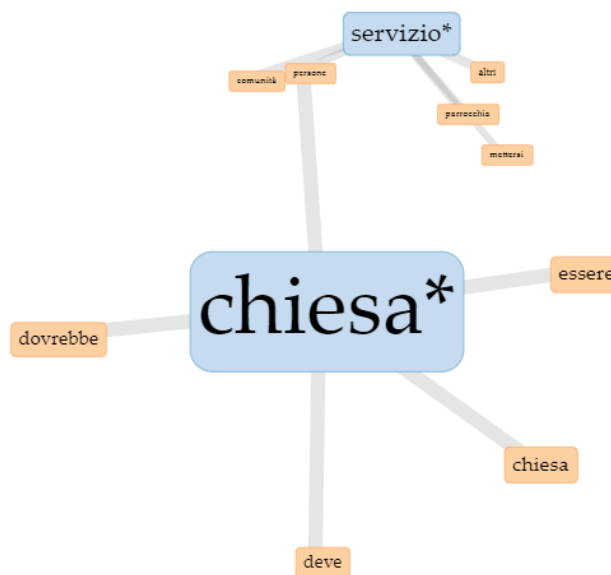 servizio*
comunità
persone
altri
parrocchia
mettersi
chiesa*
essere
dovrebbe
chiesa
deve